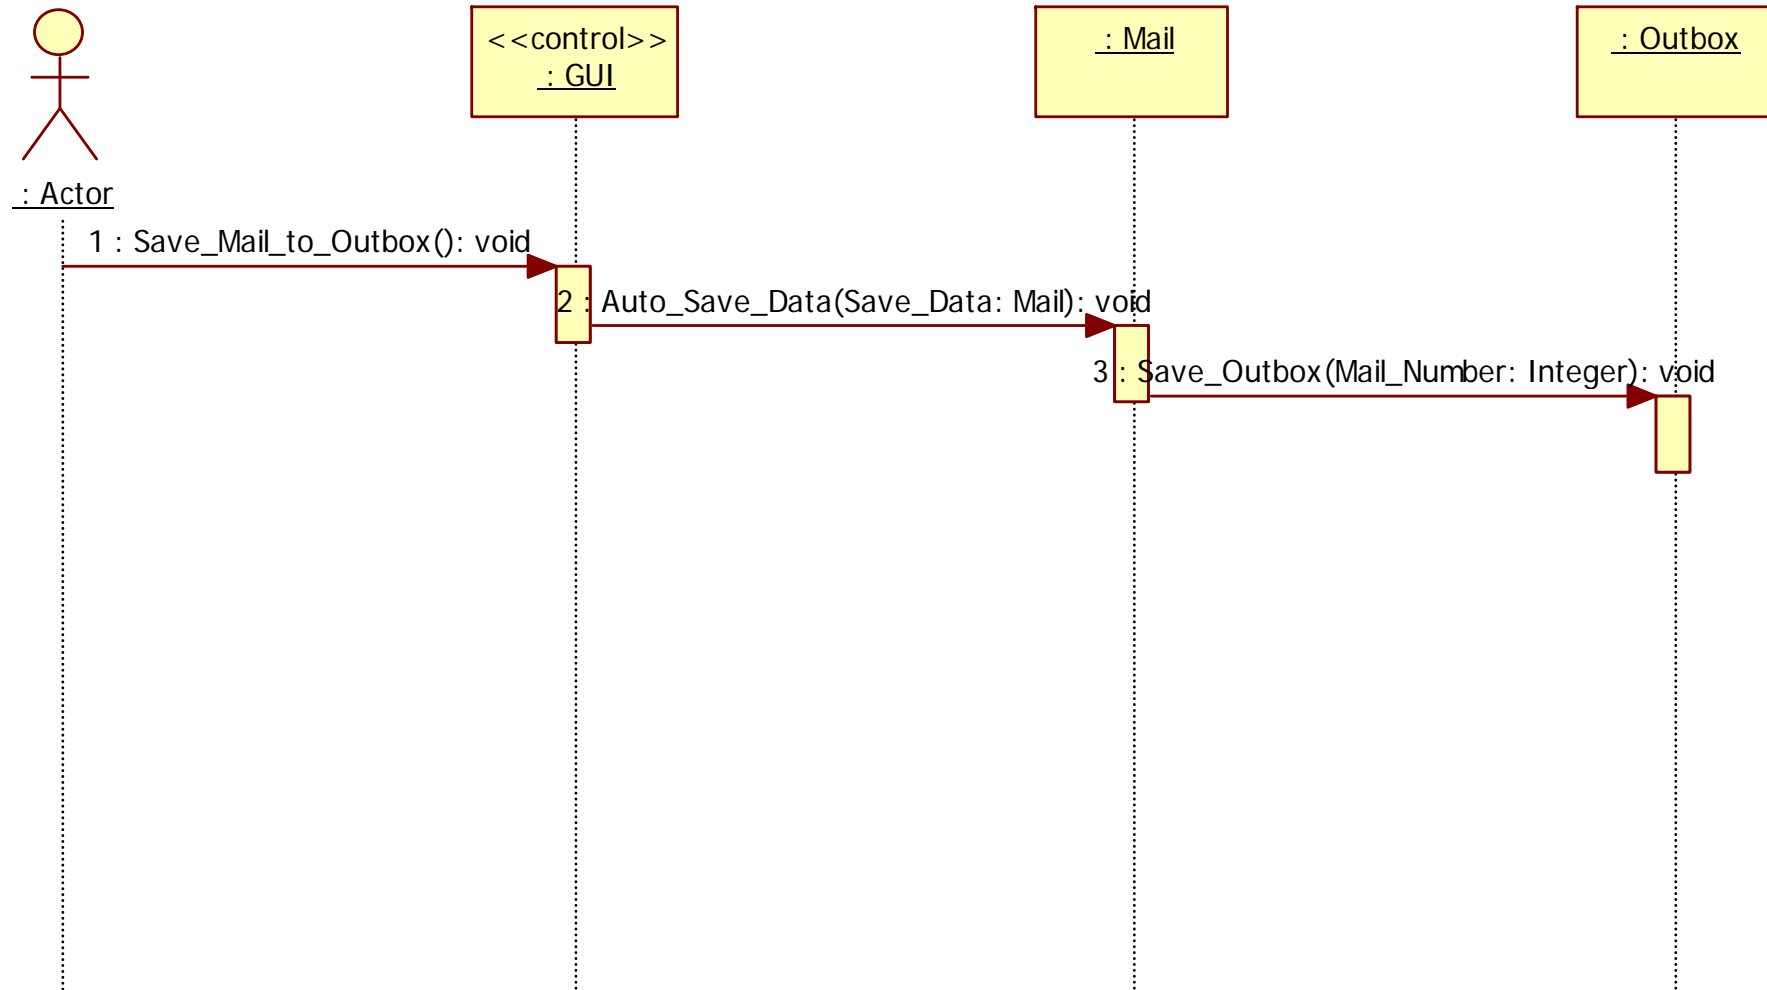 <<control>>
: GUI
: Mail
: Outbox
: Actor
1 : Save_Mail_to_Outbox(): void
2 : Auto_Save_Data(Save_Data: Mail): void
3 : Save_Outbox(Mail_Number: Integer): void